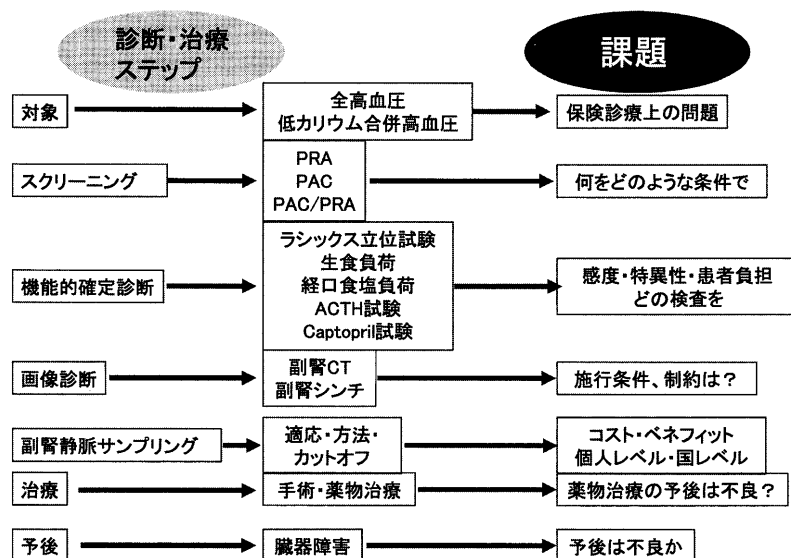 診断・治療
ステップ
課題
対象
全高血圧
低カリウム合併高血圧
保険診療上の問題
スクリーニング
PRA
PAC
PAC/PRA
何をどのような条件で
機能的確定診断
ラシックス立位試験
生食負荷
経口食塩負荷
ACTH試験
Captopril試験
感度・特異性・患者負担
どの検査を
画像診断
副腎CT
副腎シンチ
施行条件、制約は？
副腎静脈サンプリング
適応・方法・
カットオフ
コスト・ベネフィット
個人レベル・国レベル
治療
手術・薬物治療
薬物治療の予後は不良？
予後
臓器障害
予後は不良か